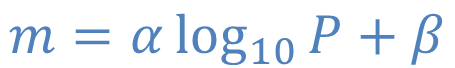 m = α log₁₀ P + β